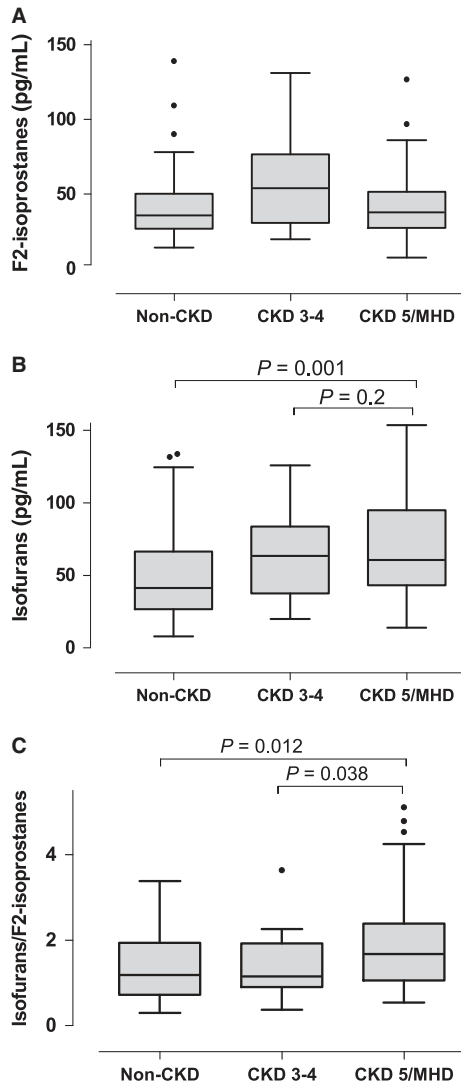 A
F2-isoprostanes (pg/mL)
150
100
50
0
Non-CKD CKD 3-4 CKD 5/MHD
B
P = 0.001
P = 0.2
Isofurans (pg/mL)
150
100
50
0
Non-CKD CKD 3-4 CKD 5/MHD
C
P = 0.012
P = 0.038
Isofurans/F2-isoprostanes
4
2
0
Non-CKD CKD 3-4 CKD 5/MHD